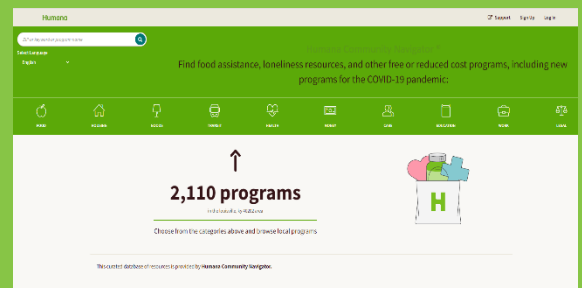 Humana
Support Sign Up Log In
Select Language
English
Humana Community Navigator
Find food assistance, loneliness resources, and other free or reduced cost programs, including new
programs for the COVID-19 pandemic:
FOOD HOUSING GOODS TRANSIT HEALTH MONEY CARE EDUCATION WORK LEGAL
2,110 programs
Choose from the categories above and browse local programs
H
This curated database of resources is provided by Humana Community Navigator.